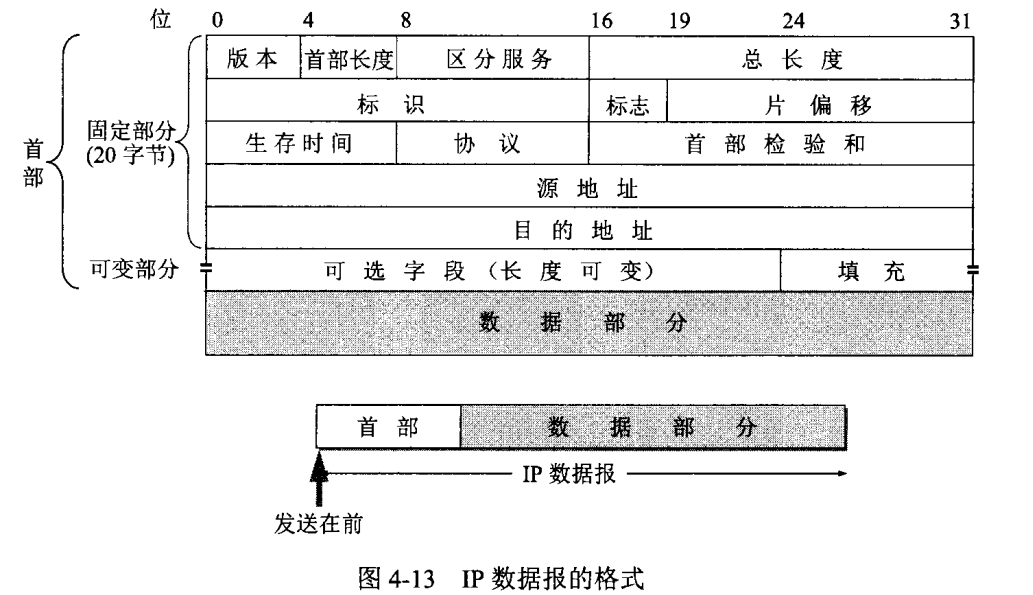 位 0 4 8 16 19 24 31
版本 首部长度 区分服务 总长度
标识 标志 片偏移
固定部分
(20 字节)
生存时间 协议 首部检验和
首部
源地址
目的地址
可变部分 可选字段(长度可变) 填充
数据部分
首部 数据部分
IP 数据报
发送在前
图 4-13 IP 数据报的格式